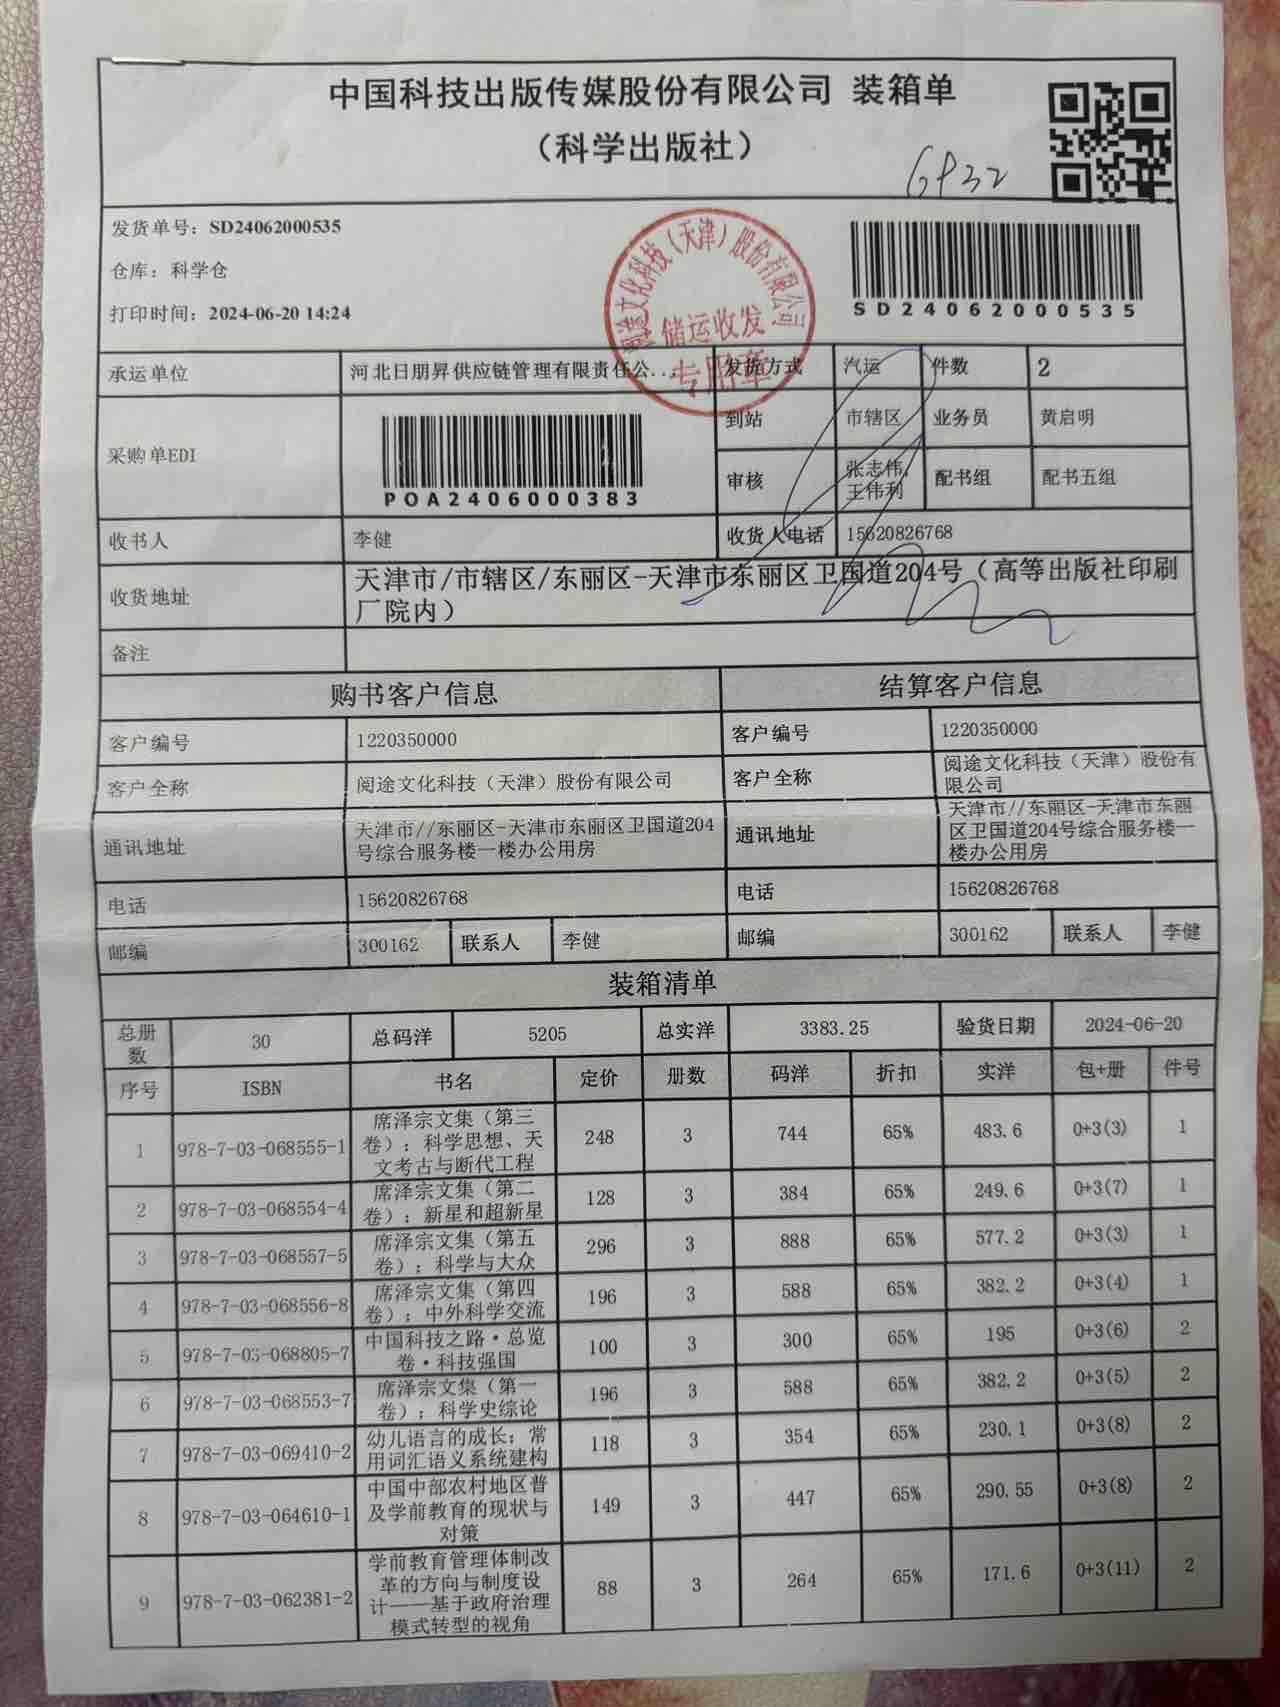 中国科技出版传媒股份有限公司 装箱单
（科学出版社）
6P32
发货单号：SD24062000535
仓库：科学仓
打印时间：2024-06-20 14:24
SD24062000535
阅途文化科技（天津）股份有限公司
储运收发
专用章
承运单位 河北日朋昇供应链管理有限责任公... 发货方式 汽运 件数 2
采购单EDI POA2406000383
到站 市辖区 业务员 黄启明
审核 张志伟,王伟利 配书组 配书五组
收书人 李健 收货人电话 15620826768
收货地址 天津市/市辖区/东丽区-天津市东丽区卫国道204号（高等出版社印刷
厂院内）
备注
购书客户信息 结算客户信息
客户编号 1220350000 客户编号 1220350000
客户全称 阅途文化科技（天津）股份有限公司 客户全称 阅途文化科技（天津）股份有限公司
通讯地址 天津市//东丽区-天津市东丽区卫国道204号综合服务楼一楼办公用房 通讯地址 天津市//东丽区-天津市东丽区卫国道204号综合服务楼一楼办公用房
电话 15620826768 电话 15620826768
邮编 300162 联系人 李健 邮编 300162 联系人 李健
装箱清单
总册数 30 总码洋 5205 总实洋 3383.25 验货日期 2024-06-20
序号 ISBN 书名 定价 册数 码洋 折扣 实洋 包+册 件号
1 978-7-03-068555-1 席泽宗文集（第三卷）：科学思想、天文考古与断代工程 248 3 744 65% 483.6 0+3(3) 1
2 978-7-03-068554-4 席泽宗文集（第二卷）：新星和超新星 128 3 384 65% 249.6 0+3(7) 1
3 978-7-03-068557-5 席泽宗文集（第五卷）：科学与大众 296 3 888 65% 577.2 0+3(3) 1
4 978-7-03-068556-8 席泽宗文集（第四卷）：中外科学交流 196 3 588 65% 382.2 0+3(4) 1
5 978-7-03-068805-7 中国科技之路·总览卷·科技强国 100 3 300 65% 195 0+3(6) 2
6 978-7-03-068553-7 席泽宗文集（第一卷）：科学史综论 196 3 588 65% 382.2 0+3(5) 2
7 978-7-03-069410-2 幼儿语言的成长：常用词汇语义系统建构 118 3 354 65% 230.1 0+3(8) 2
8 978-7-03-064610-1 中国中部农村地区普及学前教育的现状与对策 149 3 447 65% 290.55 0+3(8) 2
9 978-7-03-062381-2 学前教育管理体制改革的方向与制度设计——基于政府治理模式转型的视角 88 3 264 65% 171.6 0+3(11) 2